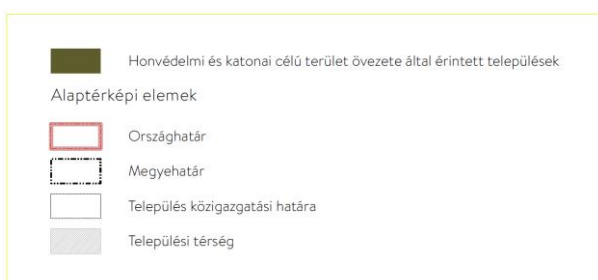 Honvédelmi és katonai célú terület övezete által érintett települések
Alaptérképi elemek
Országhatár
Megyehatár
Település közigazgatási határa
Települési térség